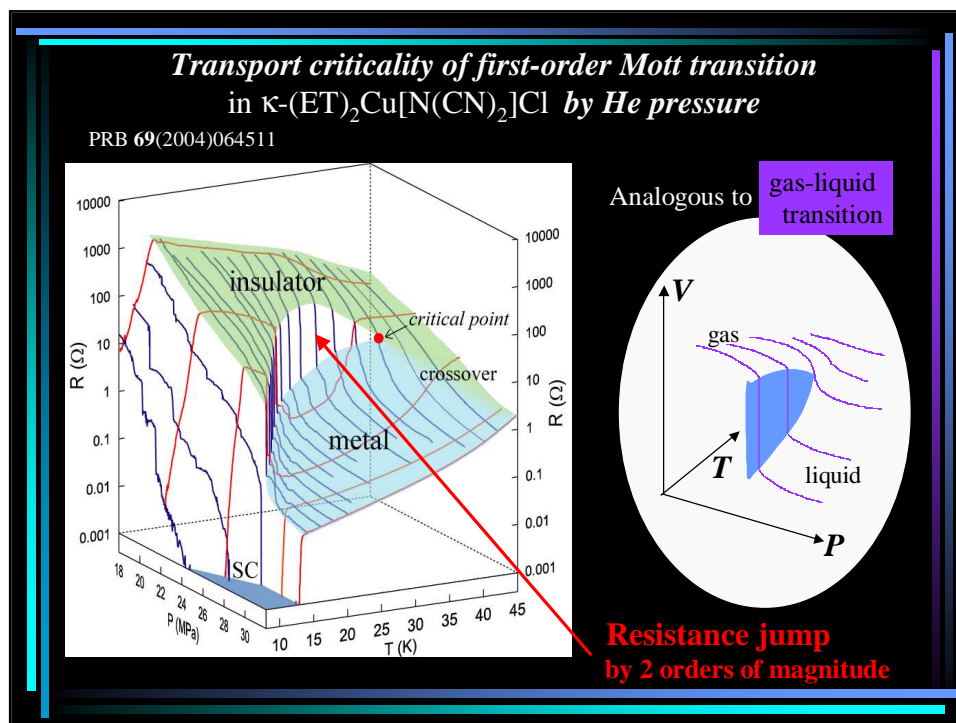 Transport criticality of first-order Mott transition
in κ-(ET)₂Cu[N(CN)₂]Cl by He pressure
PRB 69(2004)064511
10000
1000
100
10
1
0.1
0.01
0.001
R (Ω)
insulator
critical point
crossover
metal
SC
10000
1000
100
10
1
0.1
0.01
0.001
R (Ω)
18
20
22
24
26
28
30
P (MPa)
10
15
20
25
30
35
40
45
T (K)
Analogous to
gas-liquid
transition
V
gas
T
liquid
P
Resistance jump
by 2 orders of magnitude